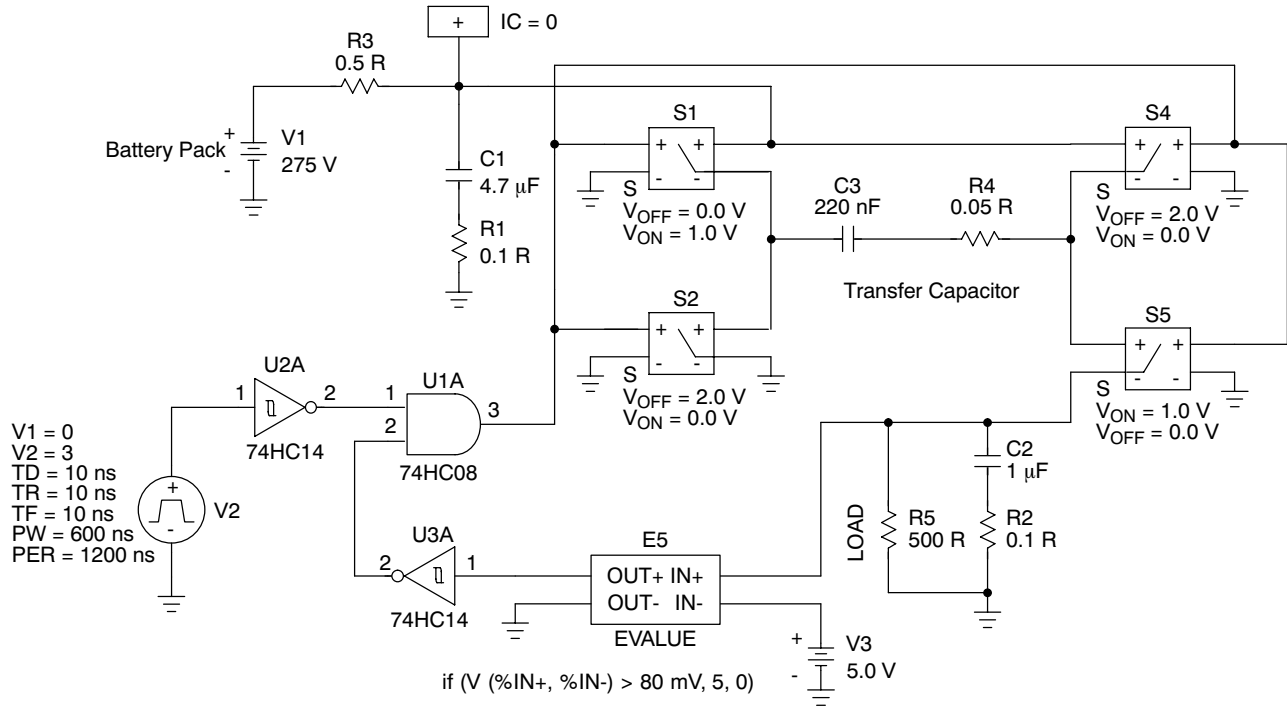 + IC = 0
R3
0.5 R
Battery Pack
+
-
V1
275 V
C1
4.7 μF
R1
0.1 R
S1
+ +
- -
S
VOFF = 0.0 V
VON = 1.0 V
S4
+ +
- -
S
VOFF = 2.0 V
VON = 0.0 V
C3
220 nF
R4
0.05 R
Transfer Capacitor
S2
+ +
- -
S
VOFF = 2.0 V
VON = 0.0 V
S5
+ +
- -
S
VON = 1.0 V
VOFF = 0.0 V
U2A
1 2
74HC14
U1A
1
2
3
74HC08
V1 = 0
V2 = 3
TD = 10 ns
TR = 10 ns
TF = 10 ns
PW = 600 ns
PER = 1200 ns
+
-
V2
U3A
2 1
74HC14
E5
OUT+ IN+
OUT- IN-
EVALUE
if (V (%IN+, %IN-) > 80 mV, 5, 0)
+
-
V3
5.0 V
LOAD
R5
500 R
C2
1 μF
R2
0.1 R